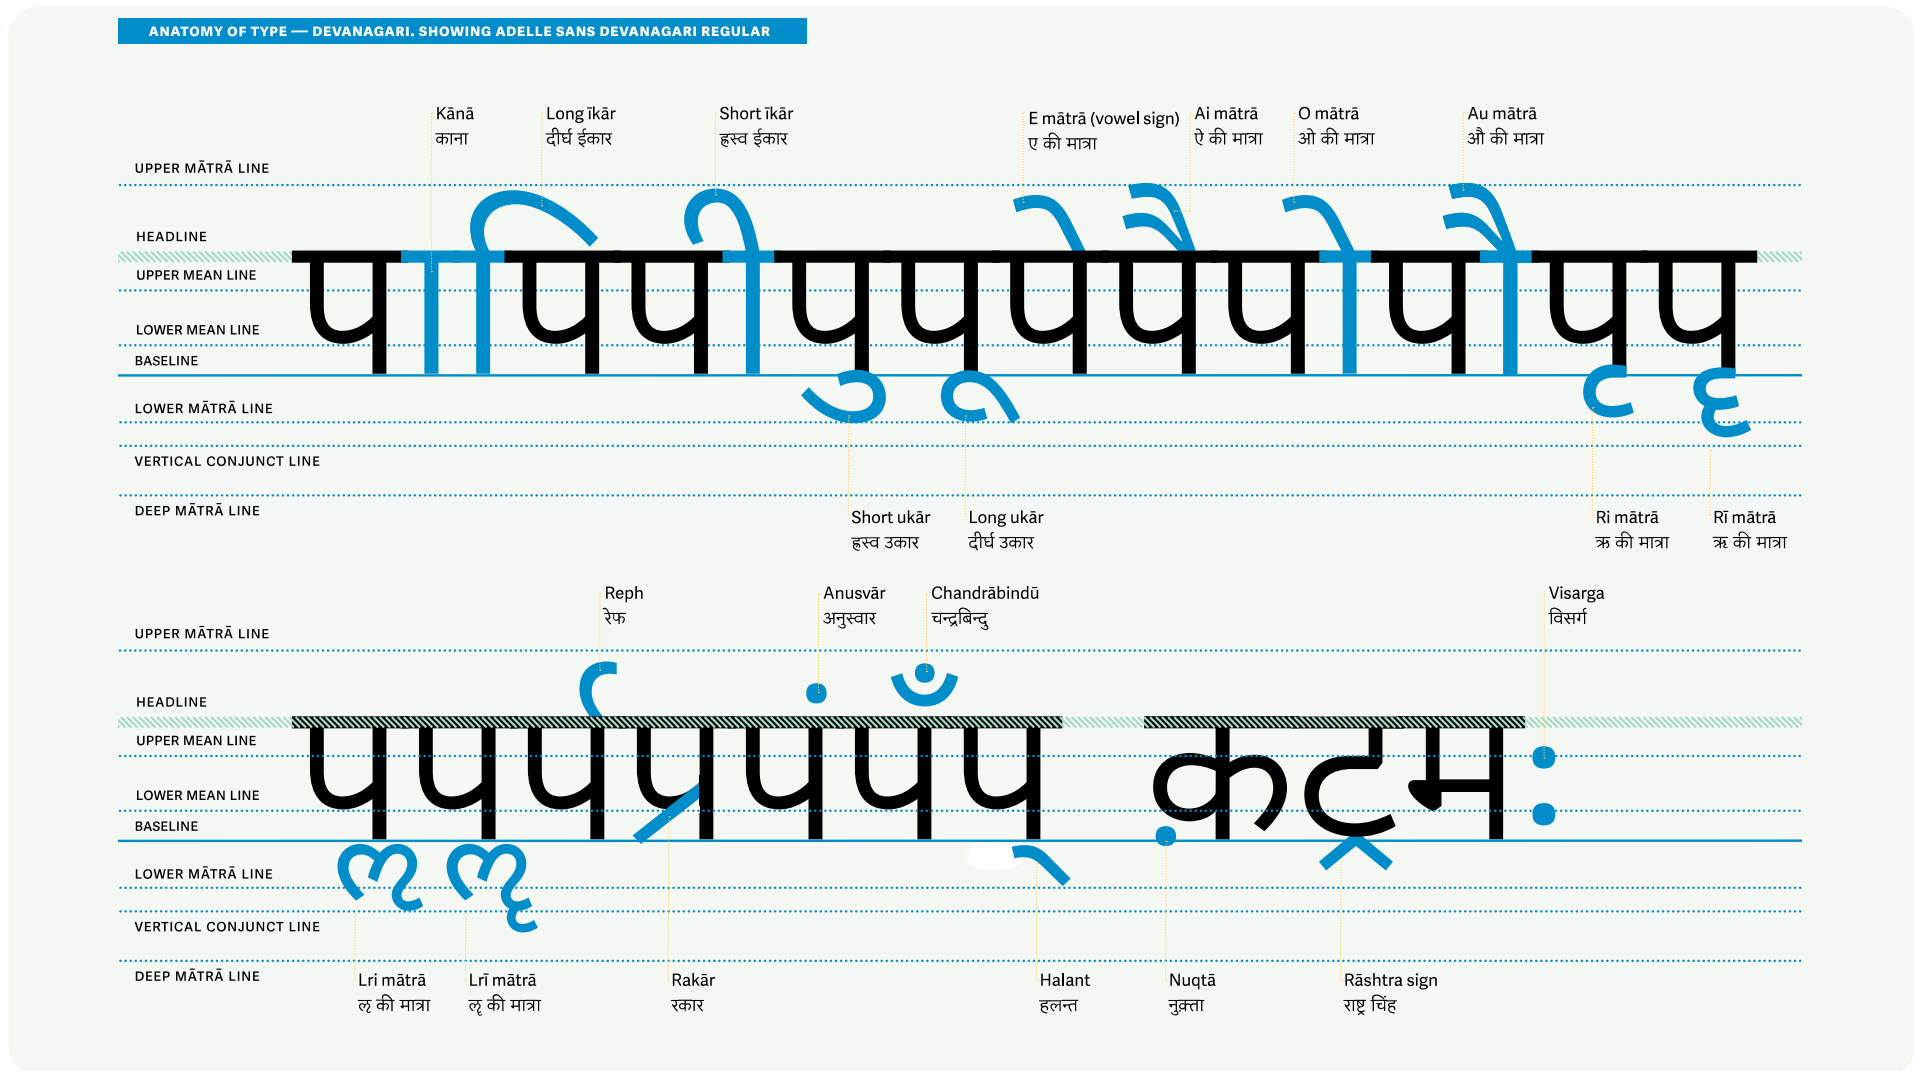 ANATOMY OF TYPE — DEVANAGARI. SHOWING ADELLE SANS DEVANAGARI REGULAR
Kānā
काना
Long īkār
दीर्घ ईकार
Short īkār
ह्रस्व ईकार
E mātrā (vowel sign)
ए की मात्रा
Ai mātrā
ऐ की मात्रा
O mātrā
ओ की मात्रा
Au mātrā
औ की मात्रा
UPPER MĀTRĀ LINE
HEADLINE
UPPER MEAN LINE
LOWER MEAN LINE
BASELINE
LOWER MĀTRĀ LINE
VERTICAL CONJUNCT LINE
DEEP MĀTRĀ LINE
पा पि पी पु पू पे पै पो पौ पृ पॄ
Short ukār
ह्रस्व उकार
Long ukār
दीर्घ उकार
Ri mātrā
ऋ की मात्रा
Rī mātrā
ऋ की मात्रा
Reph
रेफ
Anusvār
अनुस्वार
Chandrābindū
चन्द्रबिन्दु
Visarga
विसर्ग
UPPER MĀTRĀ LINE
HEADLINE
UPPER MEAN LINE
LOWER MEAN LINE
BASELINE
LOWER MĀTRĀ LINE
VERTICAL CONJUNCT LINE
DEEP MĀTRĀ LINE
पॢ पॣ र्प प्र पं पँ प् क़ ट्र मः
Lri mātrā
ऌ की मात्रा
Lrī mātrā
ॡ की मात्रा
Rakār
रकार
Halant
हलन्त
Nuqtā
नुक़्ता
Rāshtra sign
राष्ट्र चिंह